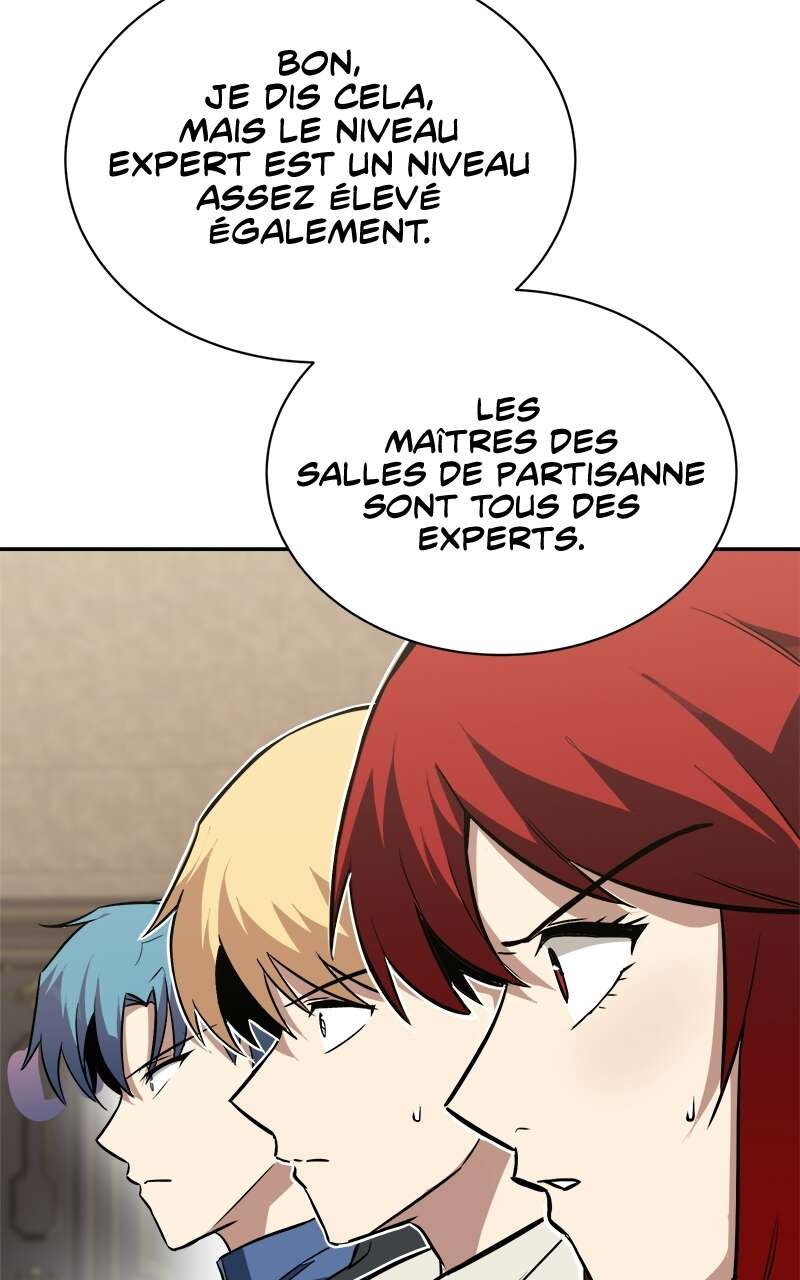 BON,
JE DIS CELA,
MAIS LE NIVEAU
EXPERT EST UN NIVEAU
ASSEZ ÉLEVÉ
ÉGALEMENT.
LES
MAÎTRES DES
SALLES DE PARTISANNE
SONT TOUS DES
EXPERTS.